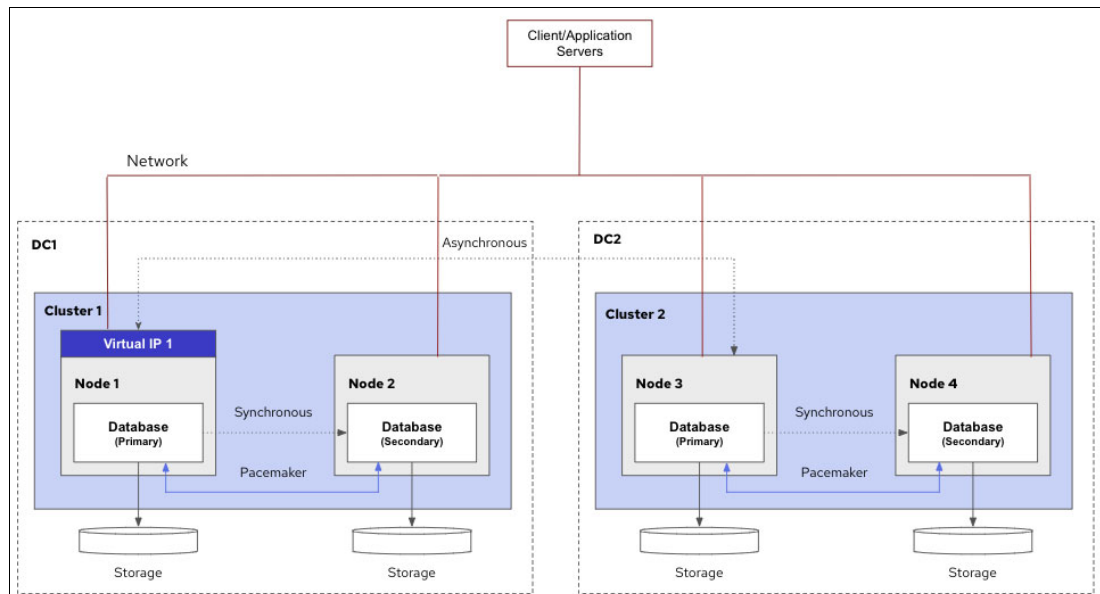 Client/Application
Servers
Network
DC1
Asynchronous
DC2
Cluster 1
Cluster 2
Virtual IP 1
Node 1
Node 2
Node 3
Node 4
Database
(Primary)
Synchronous
Database
(Secondary)
Database
(Primary)
Synchronous
Database
(Secondary)
Pacemaker
Pacemaker
Storage
Storage
Storage
Storage